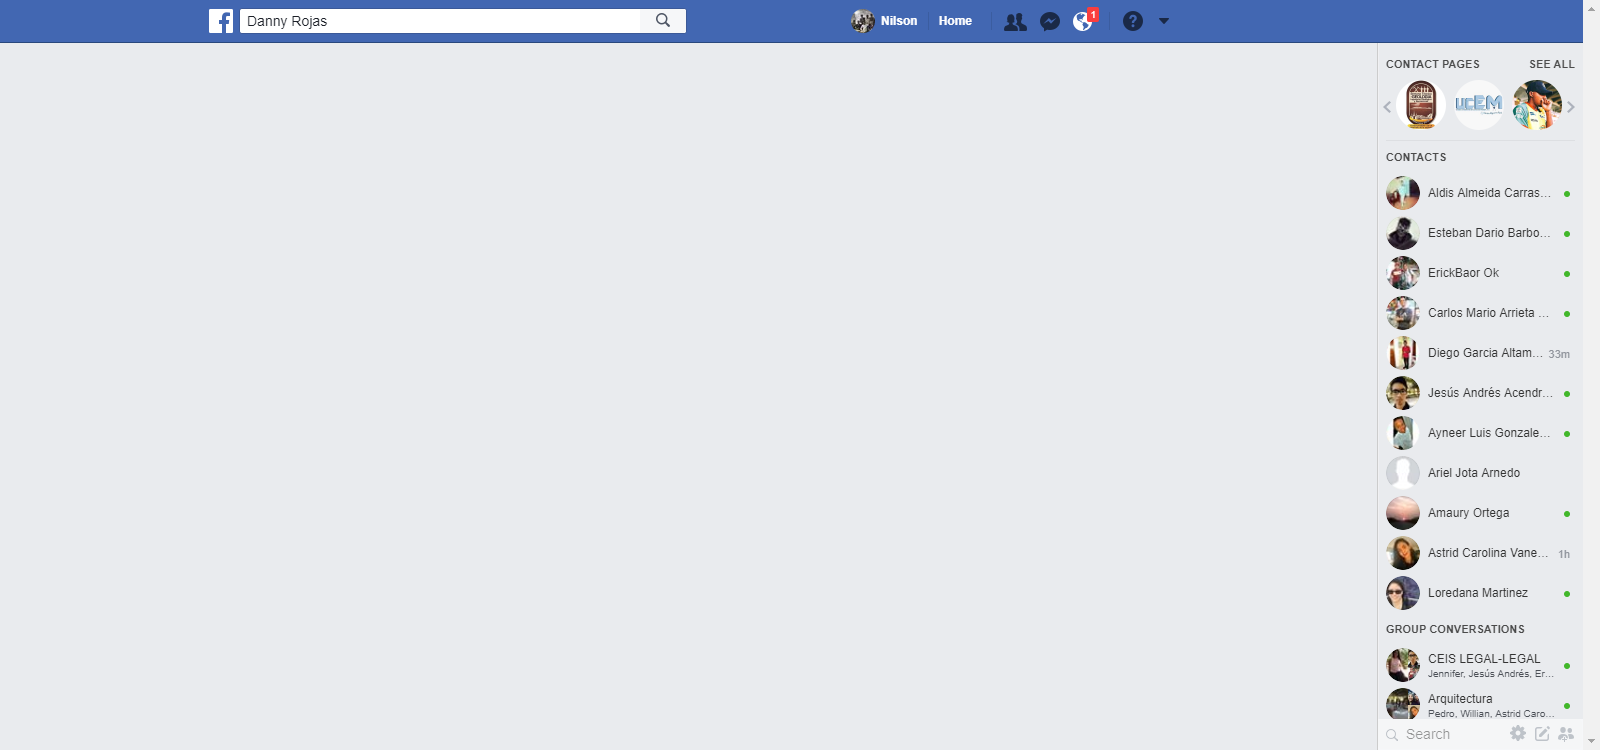 Danny Rojas
Nilson
Home
1
CONTACT PAGES
SEE ALL
UCEM
CONTACTS
Aldis Almeida Carras...
Esteban Dario Barbo...
ErickBaor Ok
Carlos Mario Arrieta ...
Diego Garcia Altam...
33m
Jesús Andrés Acendr...
Ayneer Luis Gonzale...
Ariel Jota Arnedo
Amaury Ortega
Astrid Carolina Vane...
1h
Loredana Martinez
GROUP CONVERSATIONS
CEIS LEGAL-LEGAL
Jennifer, Jesús Andrés, Er...
Arquitectura
Pedro, Willian, Astrid Caro...
Search